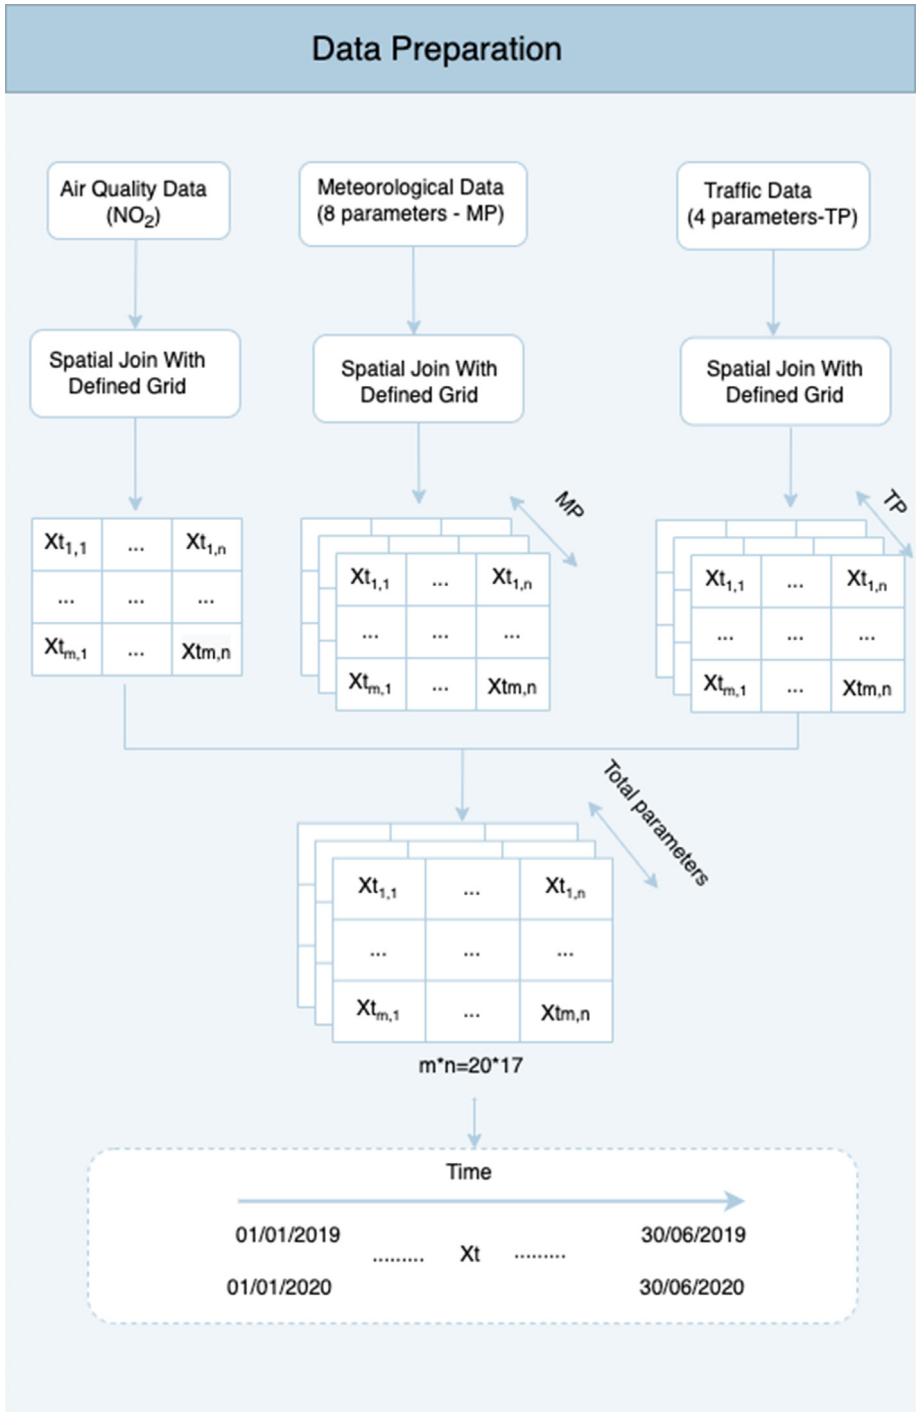 Data Preparation
Air Quality Data
(NO₂)
Meteorological Data
(8 parameters - MP)
Traffic Data
(4 parameters-TP)
Spatial Join With
Defined Grid
Spatial Join With
Defined Grid
Spatial Join With
Defined Grid
MP
TP
Xt1,1 ... Xt1,n
... ... ...
Xtm,1 ... Xtm,n
Xt1,1 ... Xt1,n
... ... ...
Xtm,1 ... Xtm,n
Xt1,1 ... Xt1,n
... ... ...
Xtm,1 ... Xtm,n
Total parameters
Xt1,1 ... Xt1,n
... ... ...
Xtm,1 ... Xtm,n
m*n=20*17
Time
01/01/2019 30/06/2019
......... Xt .........
01/01/2020 30/06/2020